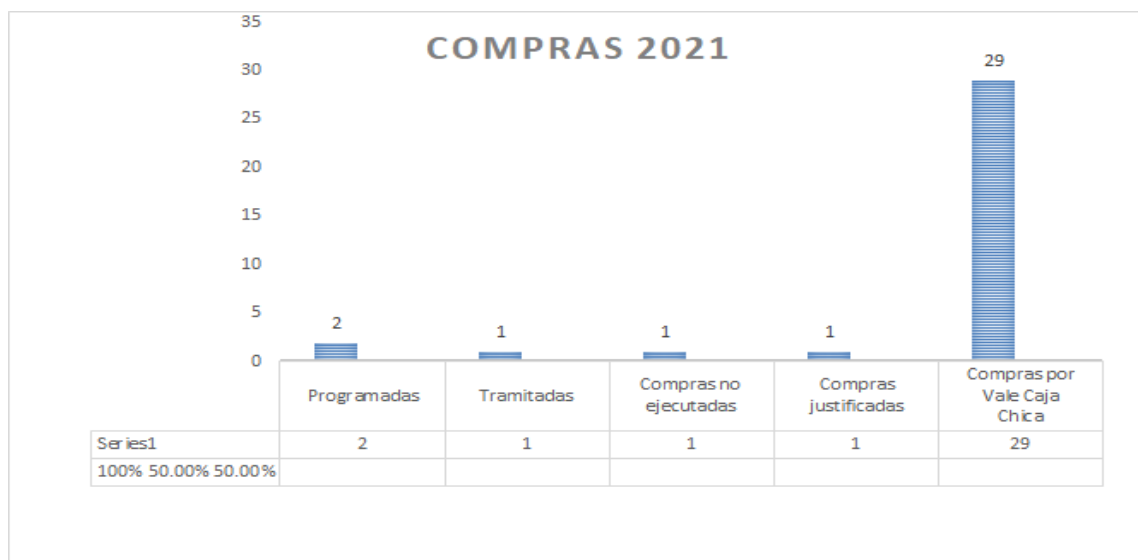 COMPRAS 2021
35
30
25
20
15
10
5
0
2
1
1
1
29
Programadas
Tramitadas
Compras no
ejecutadas
Compras
justificadas
Compras por
Vale Caja
Chica
Series1 2 1 1 1 29
100% 50.00% 50.00%